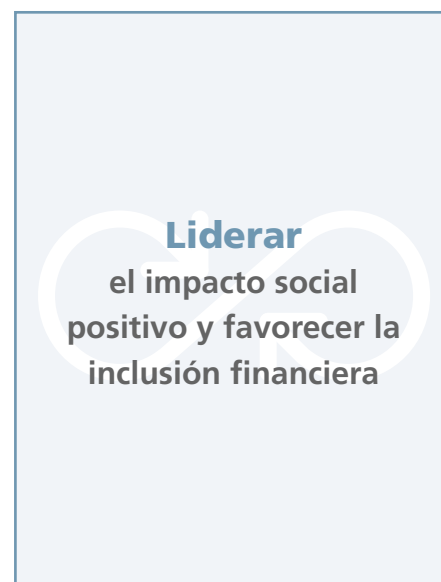 Liderar
el impacto social
positivo y favorecer la
inclusión financiera